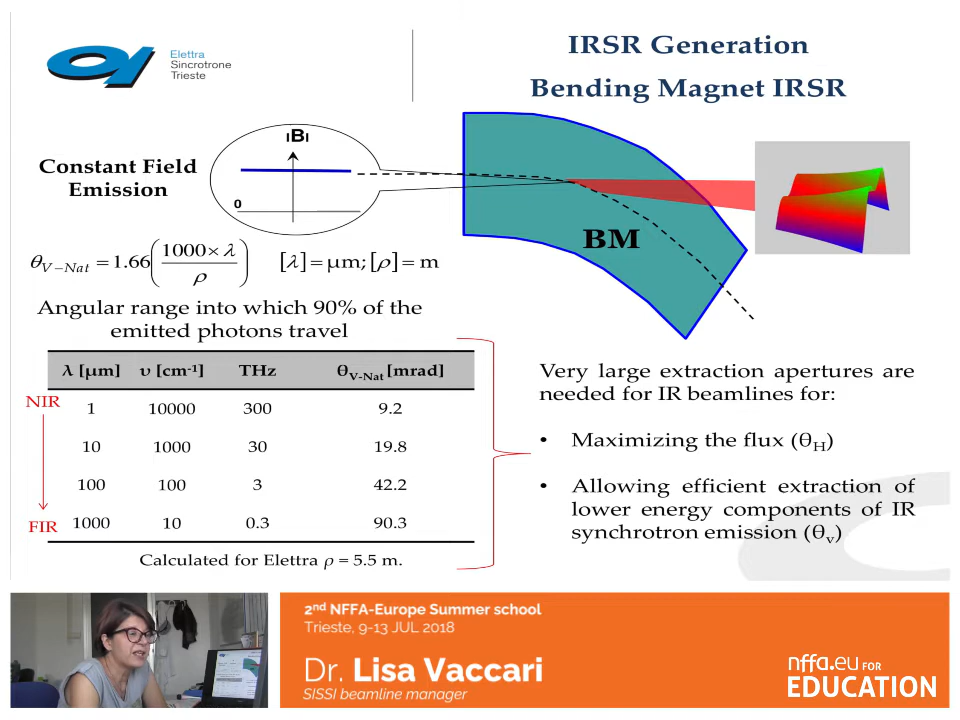 Elettra
Sincrotrone
Trieste
IRSR Generation
Bending Magnet IRSR
Constant Field
Emission
|B|
0
BM
θV−Nat = 1.66(1000×λ/ρ) [λ]=μm; [ρ]=m
Angular range into which 90% of the
emitted photons travel
λ [μm] υ [cm-1] THz θV-Nat [mrad]
NIR
1 10000 300 9.2
10 1000 30 19.8
100 100 3 42.2
FIR
1000 10 0.3 90.3
Calculated for Elettra ρ = 5.5 m.
Very large extraction apertures are
needed for IR beamlines for:
• Maximizing the flux (θH)
• Allowing efficient extraction of
lower energy components of IR
synchrotron emission (θv)
2nd NFFA-Europe Summer school
Trieste, 9-13 JUL 2018
Dr. Lisa Vaccari
SISSI beamline manager
nffa.eu FOR
EDUCATION